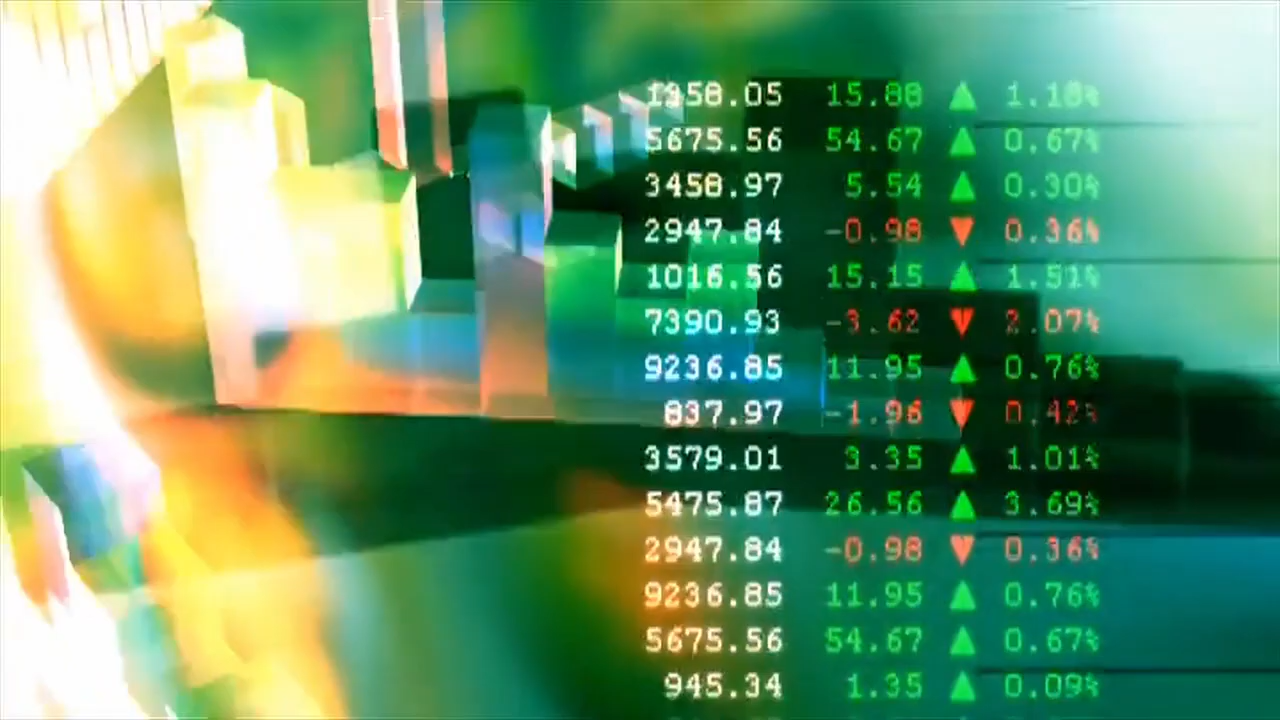 1358.05 15.88 ▲ 1.18%
5675.56 54.67 ▲ 0.67%
3458.97 5.54 ▲ 0.30%
2947.84 -0.98 ▼ 0.36%
1016.56 15.15 ▲ 1.51%
7390.93 -3.62 ▼ 2.07%
9236.85 11.95 ▲ 0.76%
837.97 -1.96 ▼ 0.42%
3579.01 3.35 ▲ 1.01%
5475.87 26.56 ▲ 3.69%
2947.84 -0.98 ▼ 0.36%
9236.85 11.95 ▲ 0.76%
5675.56 54.67 ▲ 0.67%
945.34 1.35 ▲ 0.09%